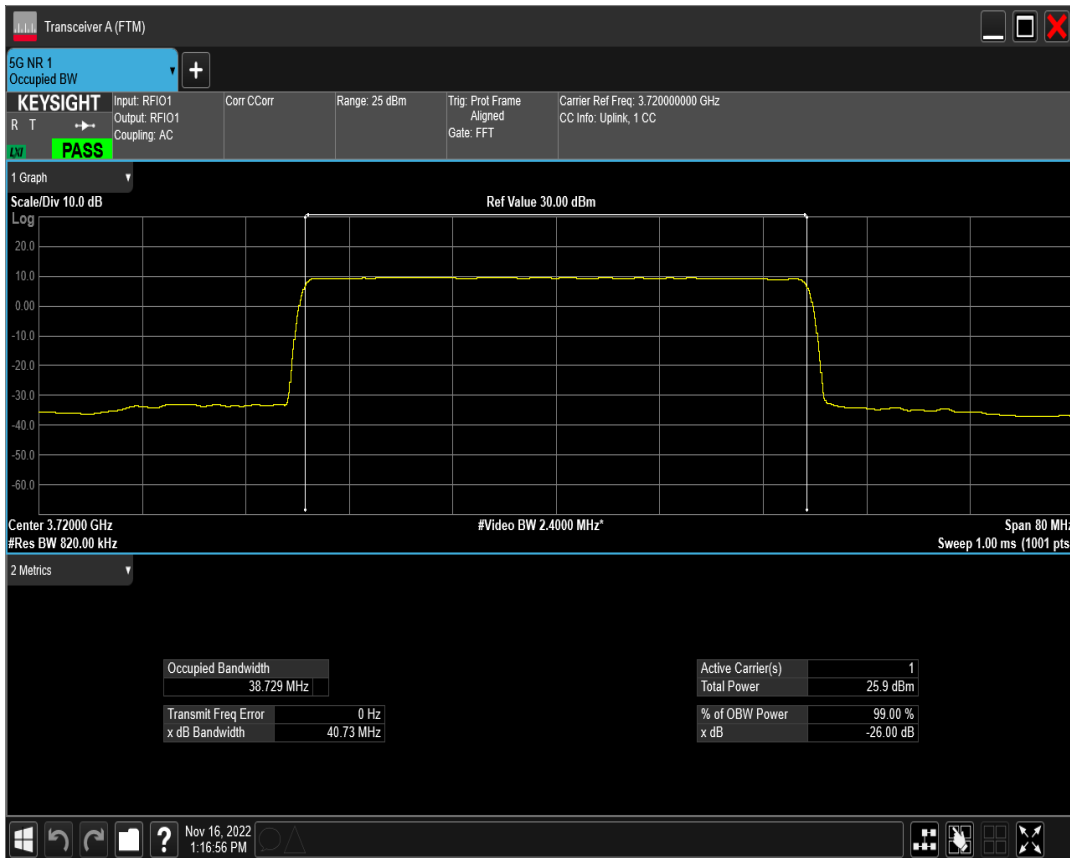 Transceiver A (FTM)
5G NR 1
Occupied BW
+
KEYSIGHT
R T
LXI
PASS
Input: RFIO1
Output: RFIO1
Coupling: AC
Corr CCorr
Range: 25 dBm
Trig: Prot Frame
Aligned
Gate: FFT
Carrier Ref Freq: 3.720000000 GHz
CC Info: Uplink, 1 CC
1 Graph
Scale/Div 10.0 dB
Ref Value 30.00 dBm
Log
20.0
10.0
0.00
-10.0
-20.0
-30.0
-40.0
-50.0
-60.0
Center 3.72000 GHz
#Video BW 2.4000 MHz*
Span 80 MHz
#Res BW 820.00 kHz
Sweep 1.00 ms (1001 pts
2 Metrics
Occupied Bandwidth
38.729 MHz
Transmit Freq Error 0 Hz
x dB Bandwidth 40.73 MHz
Active Carrier(s) 1
Total Power 25.9 dBm
% of OBW Power 99.00 %
x dB -26.00 dB
?
Nov 16, 2022
1:16:56 PM